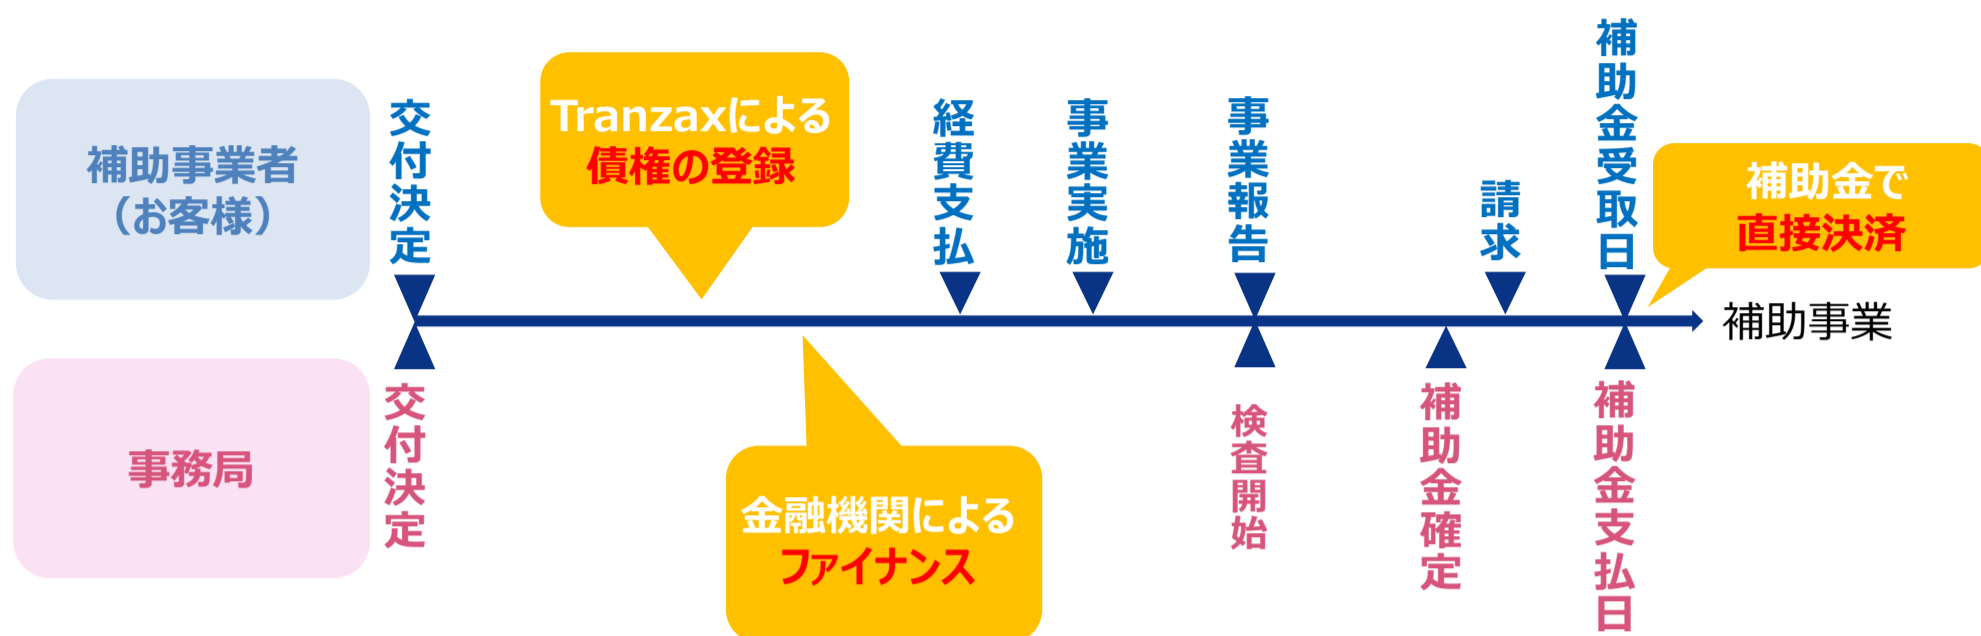 補助事業者
（お客様）
交付決定
Tranzaxによる
債権の登録
経費支払
事業実施
事業報告
請求
補助金受取日
補助金で
直接決済
補助事業
事務局
交付決定
金融機関による
ファイナンス
検査開始
補助金確定
補助金支払日